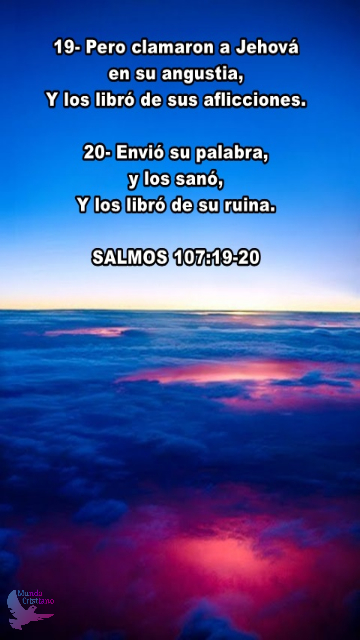 19- Pero clamaron a Jehová
en su angustia,
Y los libró de sus aflicciones.
20- Envió su palabra,
y los sanó,
Y los libró de su ruina.
SALMOS 107:19-20
Mundo
Cristiano